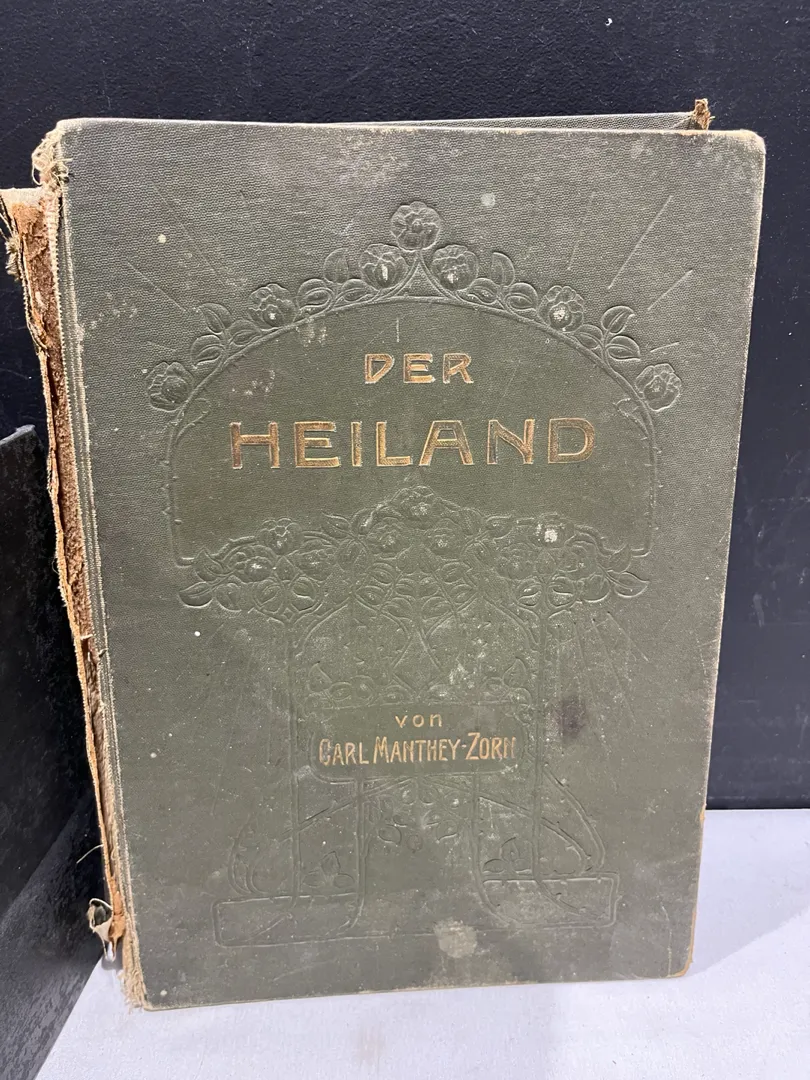 DER
HEILAND
von
CARL MANTHEY-ZORN